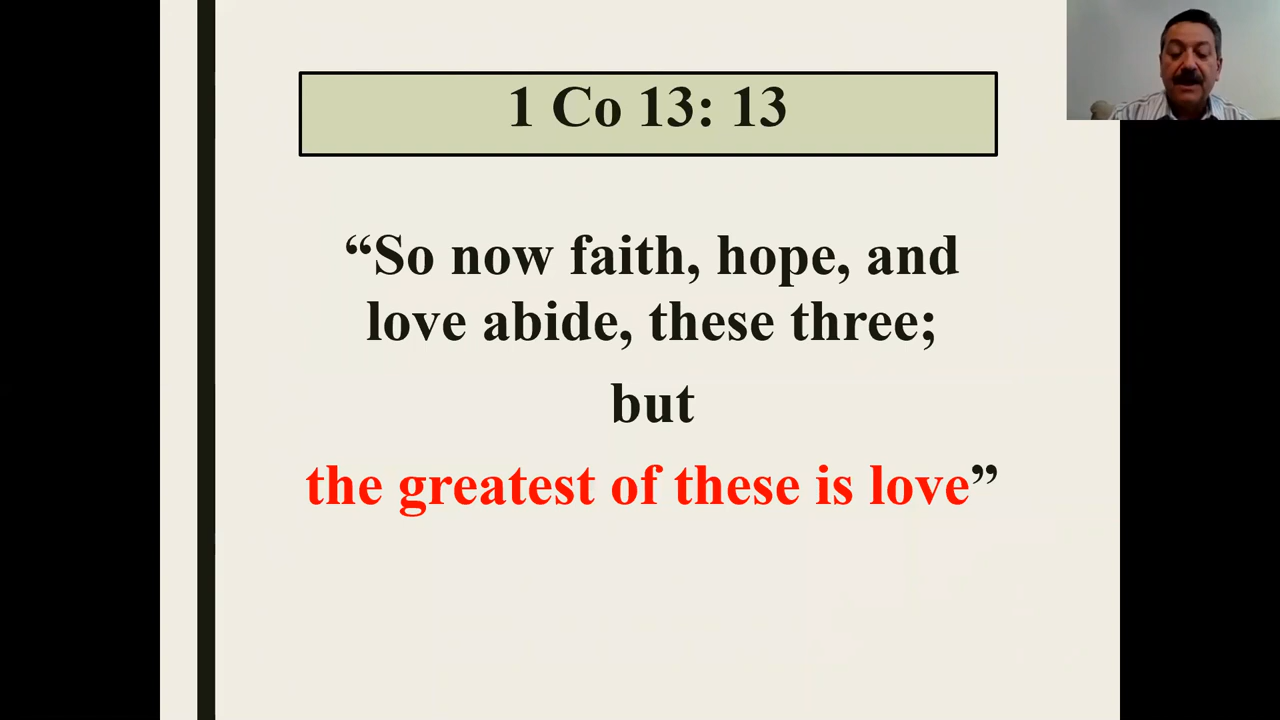 1 Co 13: 13
“So now faith, hope, and
love abide, these three;
but
the greatest of these is love”